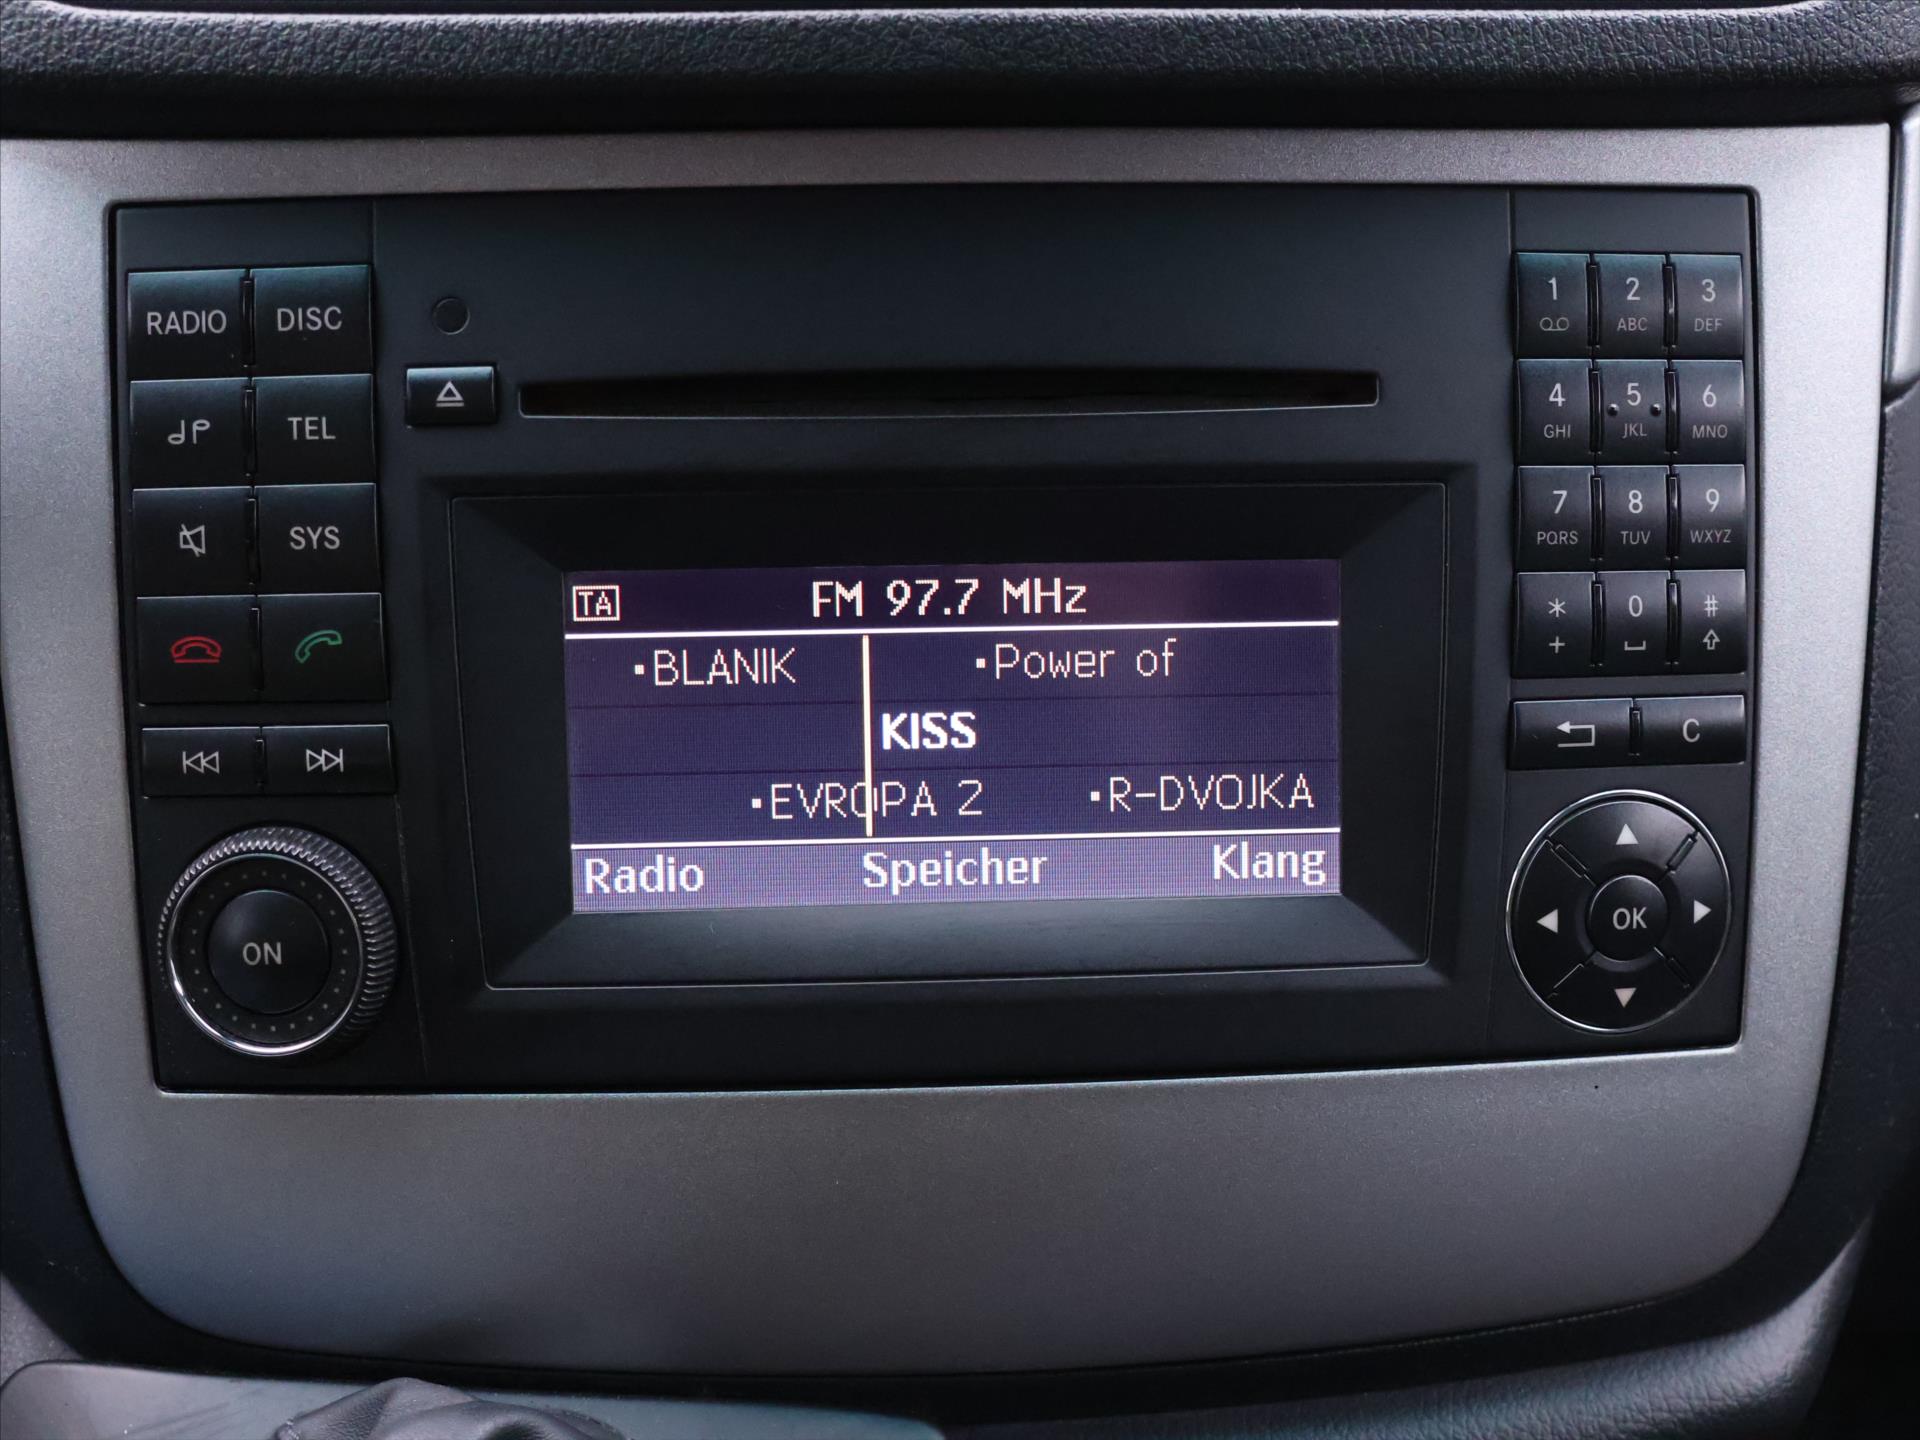 RADIO DISC
TEL
SYS
ON
TA FM 97.7 MHz
BLANIK Power of
KISS
EVROPA 2 R-DVOJKA
Radio Speicher Klang
1 2 3
ABC DEF
4 5 6
GHI JKL MNO
7 8 9
PQRS TUV WXYZ
* 0 #
+
C
OK